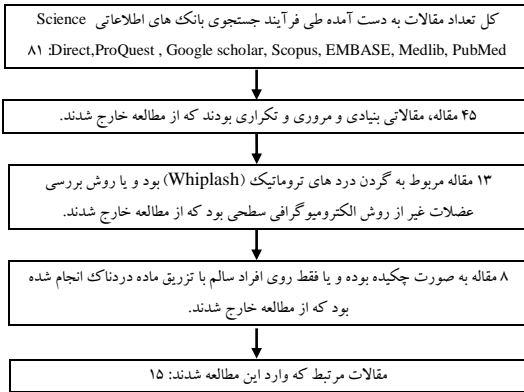 کل تعداد مقالات به دست آمده طی فرآیند جستجوی بانک های اطلاعاتی Science
Direct,ProQuest , Google scholar, Scopus, EMBASE, Medlib, PubMed: ۸۱
۴۵ مقاله، مقالاتی بنیادی و مروری و تکراری بودند که از مطالعه خارج شدند.
۱۳ مقاله مربوط به گردن درد های تروماتیک (Whiplash) بود و یا روش بررسی
عضلات غیر از روش الکترومیوگرافی سطحی بود که از مطالعه خارج شدند.
۸ مقاله به صورت چکیده بوده و یا فقط روی افراد سالم با تزریق ماده دردناک انجام شده
بود که از مطالعه خارج شدند.
مقالات مرتبط که وارد این مطالعه شدند: ۱۵